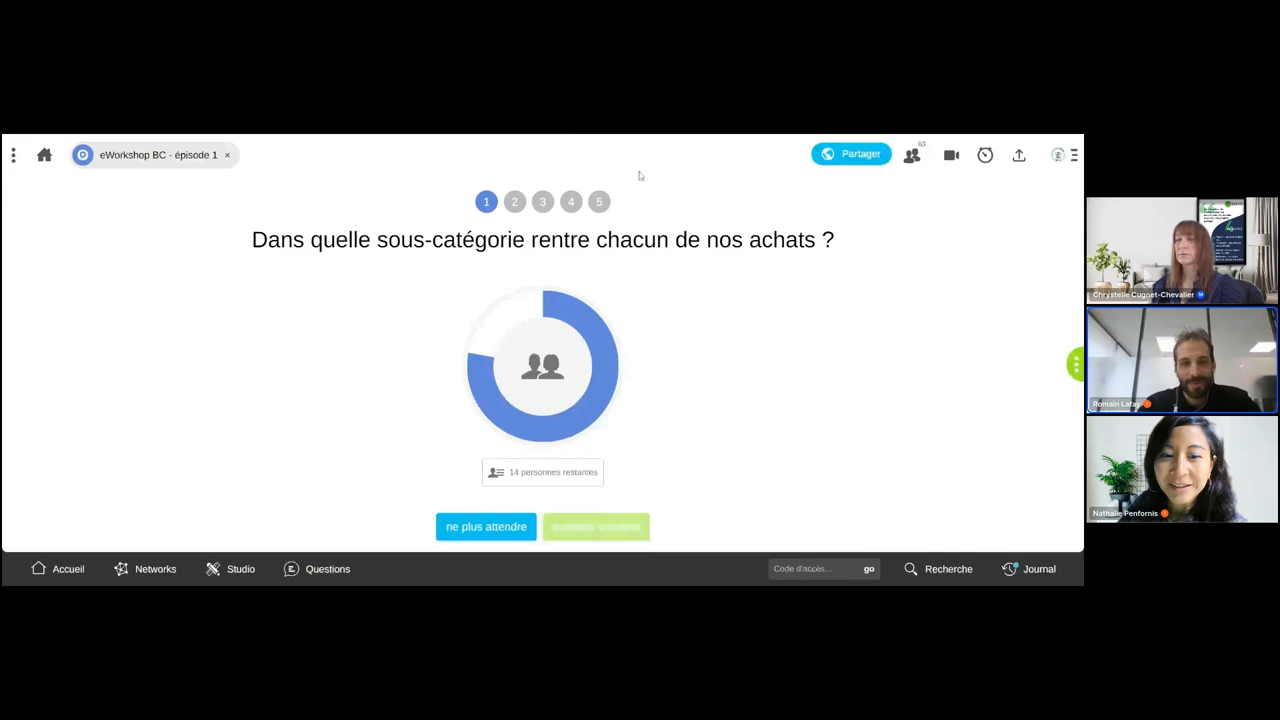 eWorkshop BC - épisode 1 ×
Partager
63
1 2 3 4 5
Dans quelle sous-catégorie rentre chacun de nos achats ?
14 personnes restantes
ne plus attendre
Accueil
Networks
Studio
Questions
Code d'accès...
go
Recherche
Journal
Chrystelle Cugnet-Chevalier
Romain Lafay
Nathalie Penfornis